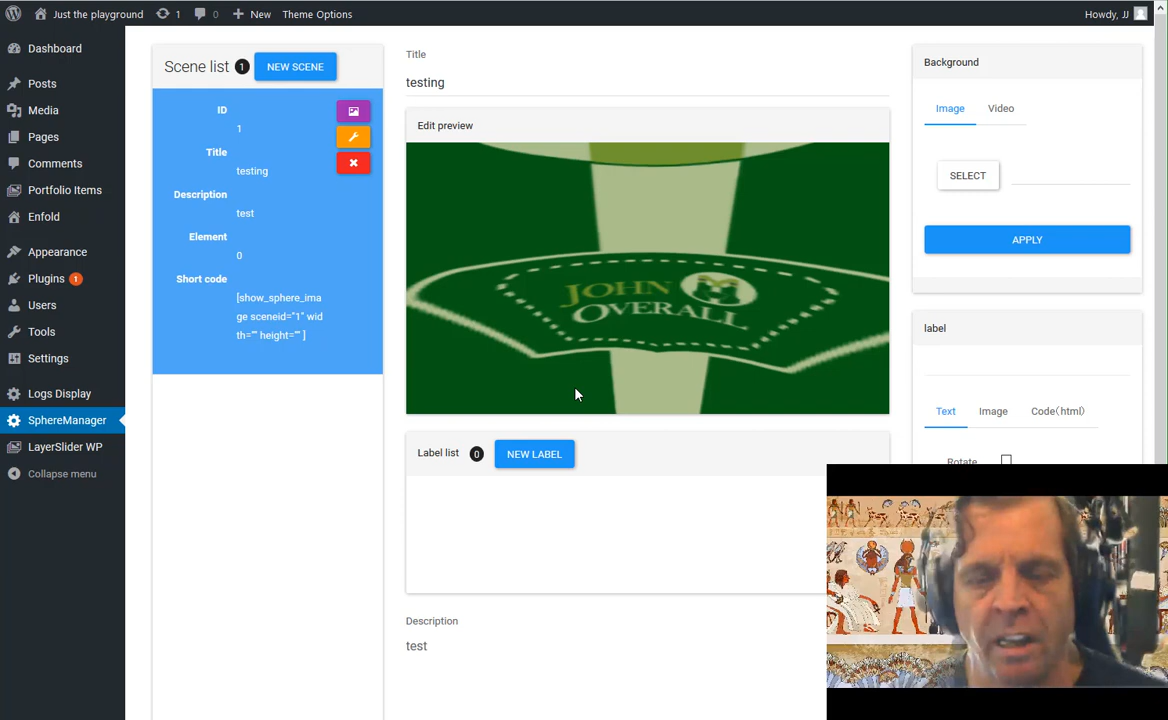 Just the playground
1
0
New
Theme Options
Howdy, JJ
Dashboard
Posts
Media
Pages
Comments
Portfolio Items
Enfold
Appearance
Plugins 1
Users
Tools
Settings
Logs Display
SphereManager
LayerSlider WP
Collapse menu
Scene list 1 NEW SCENE
ID
1
Title
testing
Description
test
Element
0
Short code
[show_sphere_ima
ge sceneid="1" wid
th="" height="" ]
Title
testing
Edit preview
JOHN
OVERALL
Label list 0 NEW LABEL
Description
test
Background
Image Video
SELECT
APPLY
label
Text Image Code(html)
Rotate